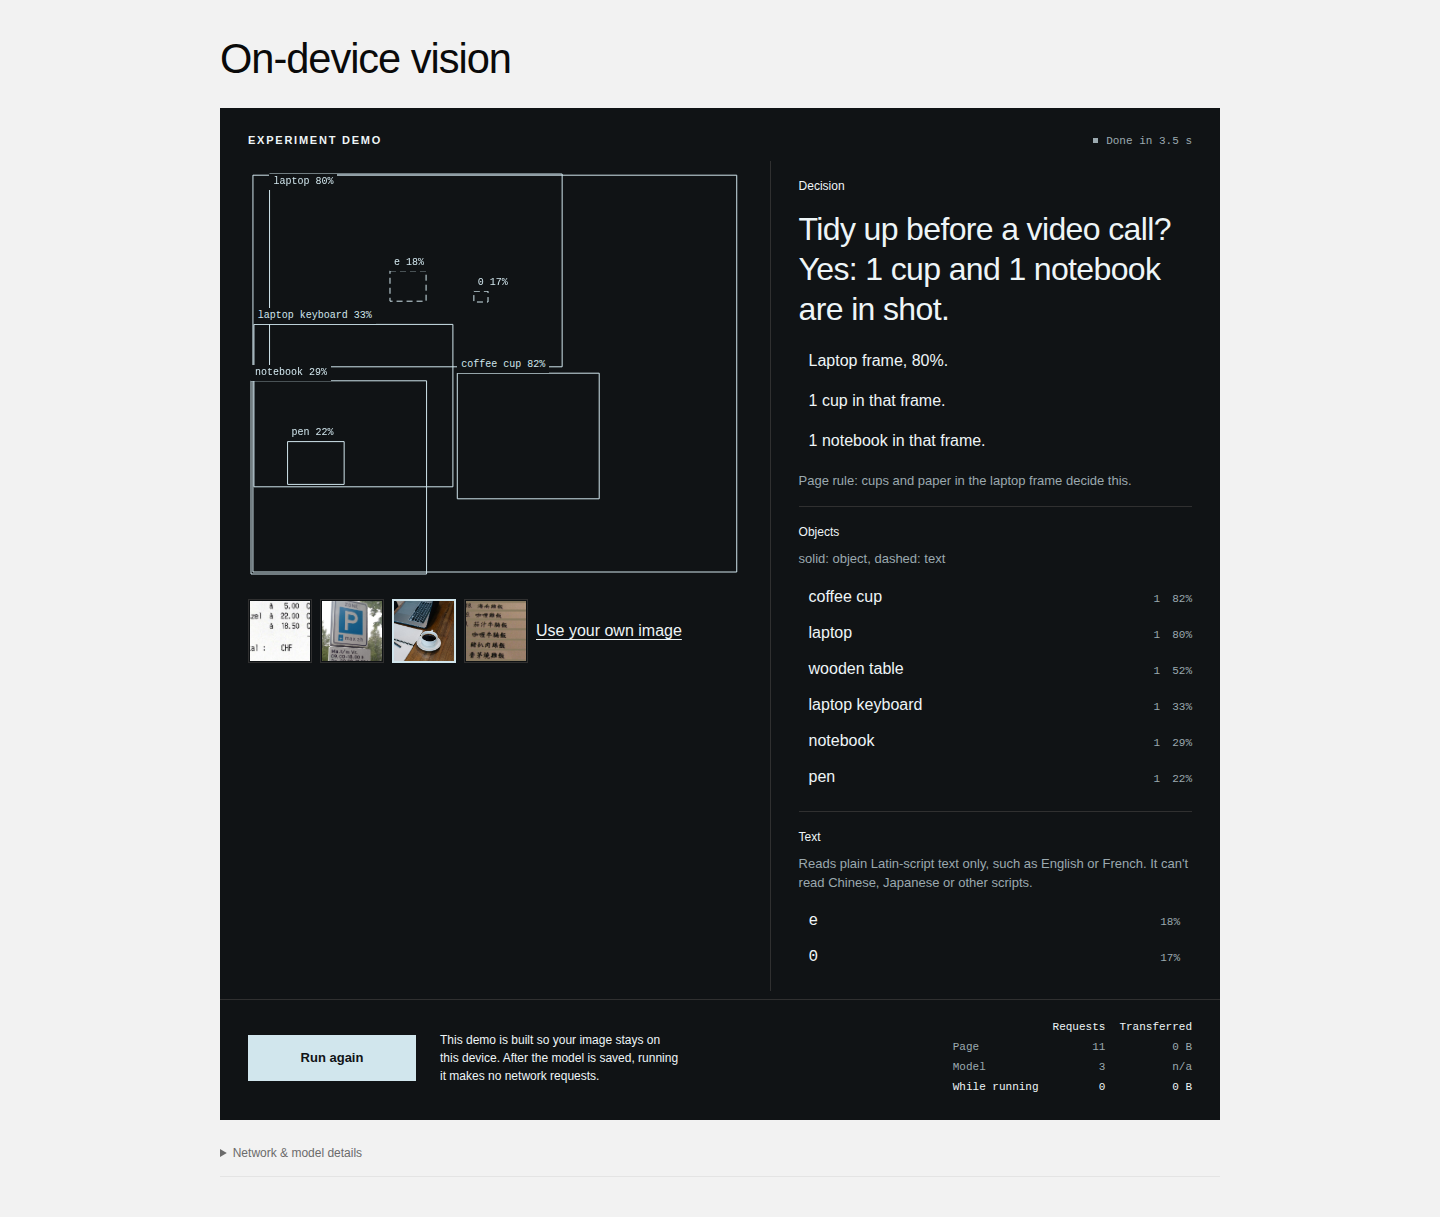 On-device vision
EXPERIMENT DEMO
Done in 3.5 s
laptop 80%
e 18%
0 17%
laptop keyboard 33%
coffee cup 82%
notebook 29%
pen 22%
5.00
22.00
18.50
CHF
P
Use your own image
Decision
Tidy up before a video call?
Yes: 1 cup and 1 notebook
are in shot.
Laptop frame, 80%.
1 cup in that frame.
1 notebook in that frame.
Page rule: cups and paper in the laptop frame decide this.
Objects
solid: object, dashed: text
coffee cup 1 82%
laptop 1 80%
wooden table 1 52%
laptop keyboard 1 33%
notebook 1 29%
pen 1 22%
Text
Reads plain Latin-script text only, such as English or French. It can't
read Chinese, Japanese or other scripts.
e 18%
0 17%
Run again
This demo is built so your image stays on
this device. After the model is saved, running
it makes no network requests.
Requests Transferred
Page 11 0 B
Model 3 n/a
While running 0 0 B
Network & model details